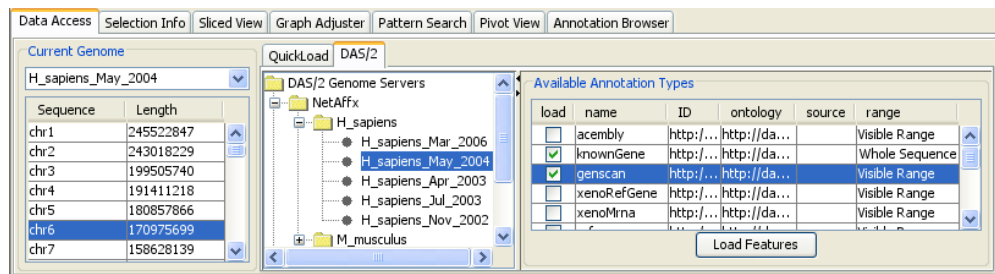 Data Access Selection Info Sliced View Graph Adjuster Pattern Search Pivot View Annotation Browser
Current Genome
H_sapiens_May_2004
Sequence Length
chr1 245522847
chr2 243018229
chr3 199505740
chr4 191411218
chr5 180857866
chr6 170975699
chr7 158628139
QuickLoad DAS/2
DAS/2 Genome Servers
NetAffx
H_sapiens
H_sapiens_Mar_2006
H_sapiens_May_2004
H_sapiens_Apr_2003
H_sapiens_Jul_2003
H_sapiens_Nov_2002
M_musculus
Available Annotation Types
load name ID ontology source range
acembly http:/... http://da... Visible Range
knownGene http:/... http://da... Whole Sequence
genscan http:/... http://da... Visible Range
xenoRefGene http:/... http://da... Visible Range
xenoMrna http:/... http://da... Visible Range
Load Features